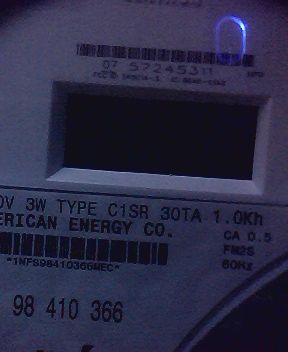 07 57245311
0V 3W TYPE C1SR 30TA 1.0Kh
ERICAN ENERGY CO.
CA 0.5
FM2S
60Hz
*1NFS98410366MEC*
98 410 366